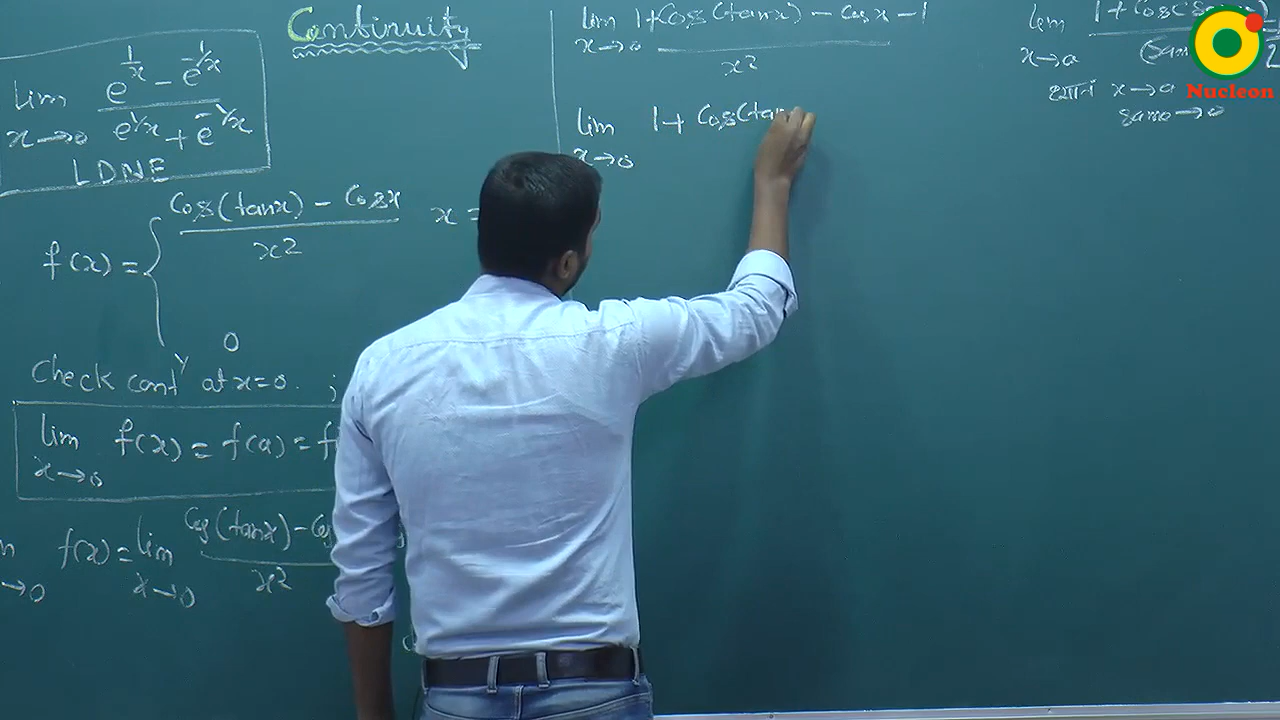 Continuity
lim x→0 e^1/x - e^-1/x
e^1/x + e^-1/x
LDNE
f(x) = { Cos(tanx) - Cosx x =
x2
0
Check cont^y at x=0. ;
lim x→0 f(x) = f(a) = f
→0 f(x) = lim x→0 Cos(tanx) - Cos
x2
lim x→0 1+Cos(tanx) - Cosx - 1
x2
lim x→0 1+ Cos(tan
lim x→a 1+ Cos(
2
x→a
same→0
Nucleon